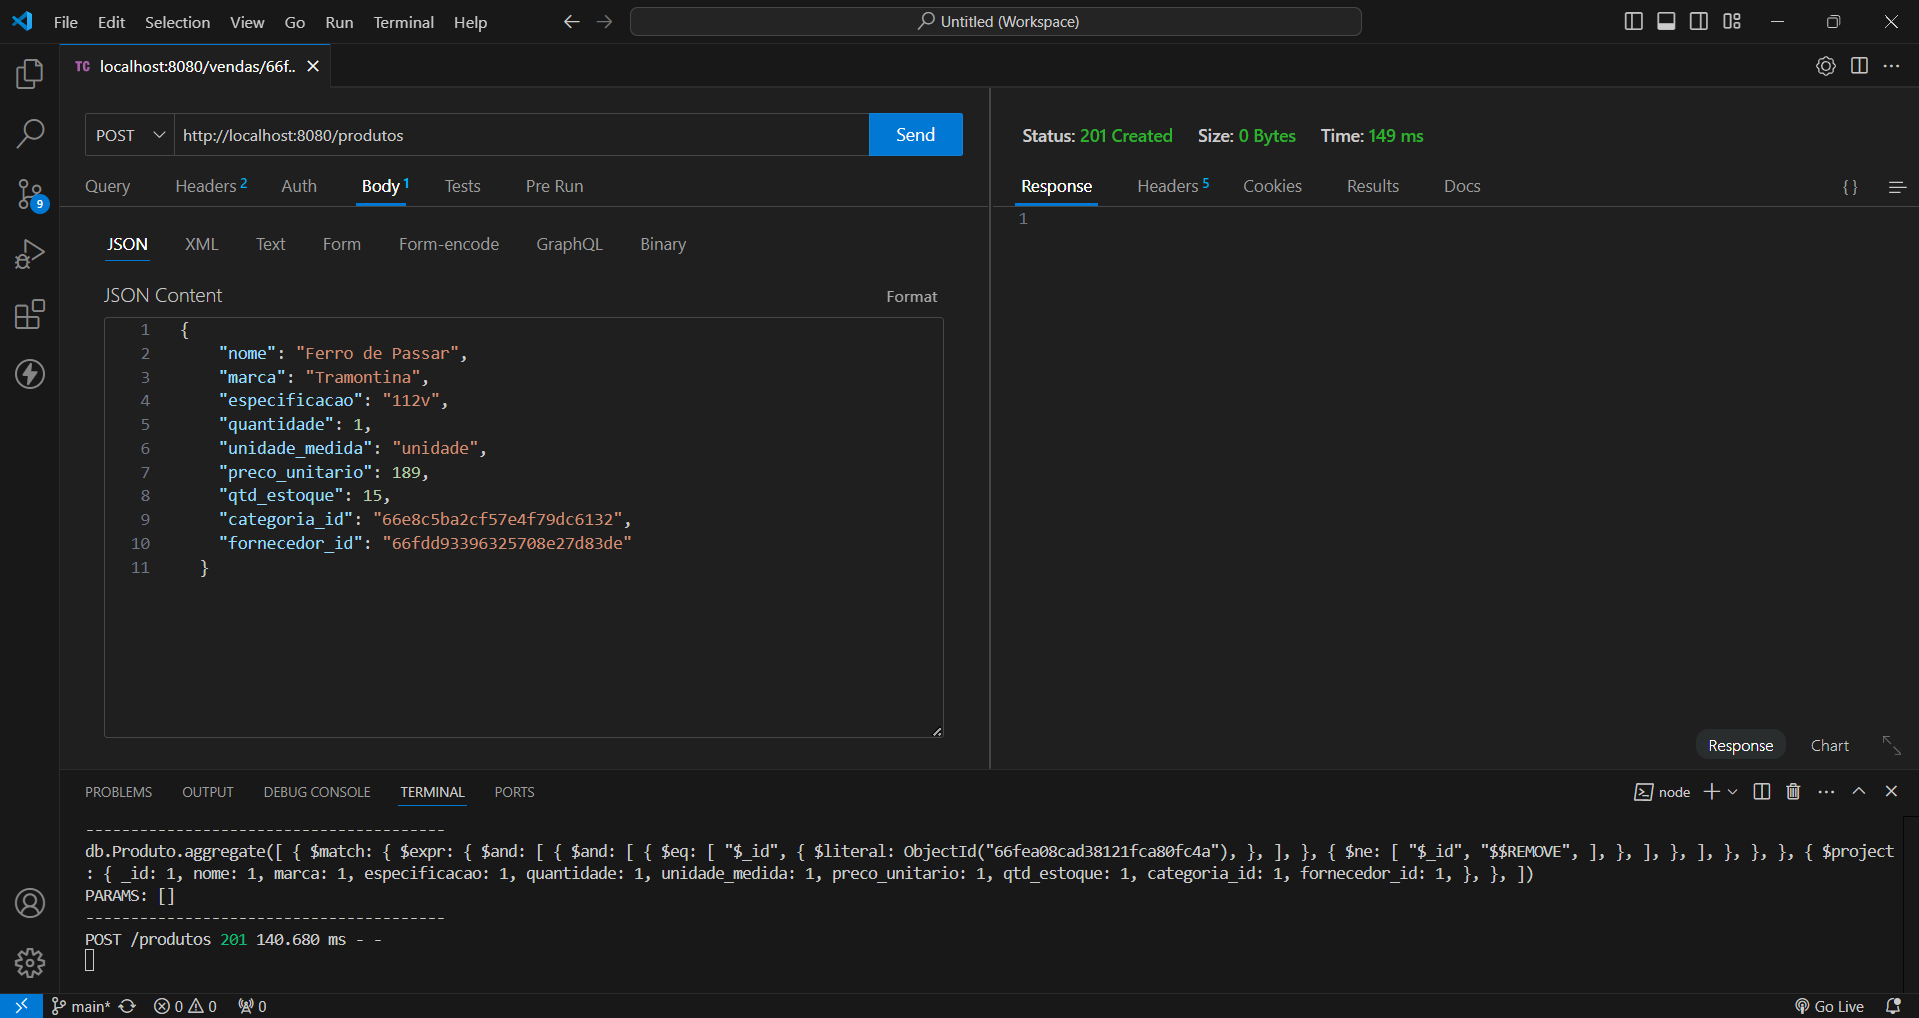 File Edit Selection View Go Run Terminal Help Untitled (Workspace)
TC localhost:8080/vendas/66f..
POST http://localhost:8080/produtos Send
Status: 201 Created Size: 0 Bytes Time: 149 ms
Query Headers 2 Auth Body 1 Tests Pre Run
Response Headers 5 Cookies Results Docs { }
9
JSON XML Text Form Form-encode GraphQL Binary
JSON Content Format
1 {
2 "nome": "Ferro de Passar",
3 "marca": "Tramontina",
4 "especificacao": "112v",
5 "quantidade": 1,
6 "unidade_medida": "unidade",
7 "preco_unitario": 189,
8 "qtd_estoque": 15,
9 "categoria_id": "66e8c5ba2cf57e4f79dc6132",
10 "fornecedor_id": "66fdd93396325708e27d83de"
11 }
1
Response Chart
PROBLEMS OUTPUT DEBUG CONSOLE TERMINAL PORTS node
----------------------------------------
db.Produto.aggregate([ { $match: { $expr: { $and: [ { $and: [ { $eq: [ "$_id", { $literal: ObjectId("66fea08cad38121fca80fc4a"), }, ], }, { $ne: [ "$_id", "$$REMOVE", ], }, ], }, ], }, }, }, { $project
: { _id: 1, nome: 1, marca: 1, especificacao: 1, quantidade: 1, unidade_medida: 1, preco_unitario: 1, qtd_estoque: 1, categoria_id: 1, fornecedor_id: 1, }, }, ])
PARAMS: []
----------------------------------------
POST /produtos 201 140.680 ms - -
main* 0 0 0 Go Live